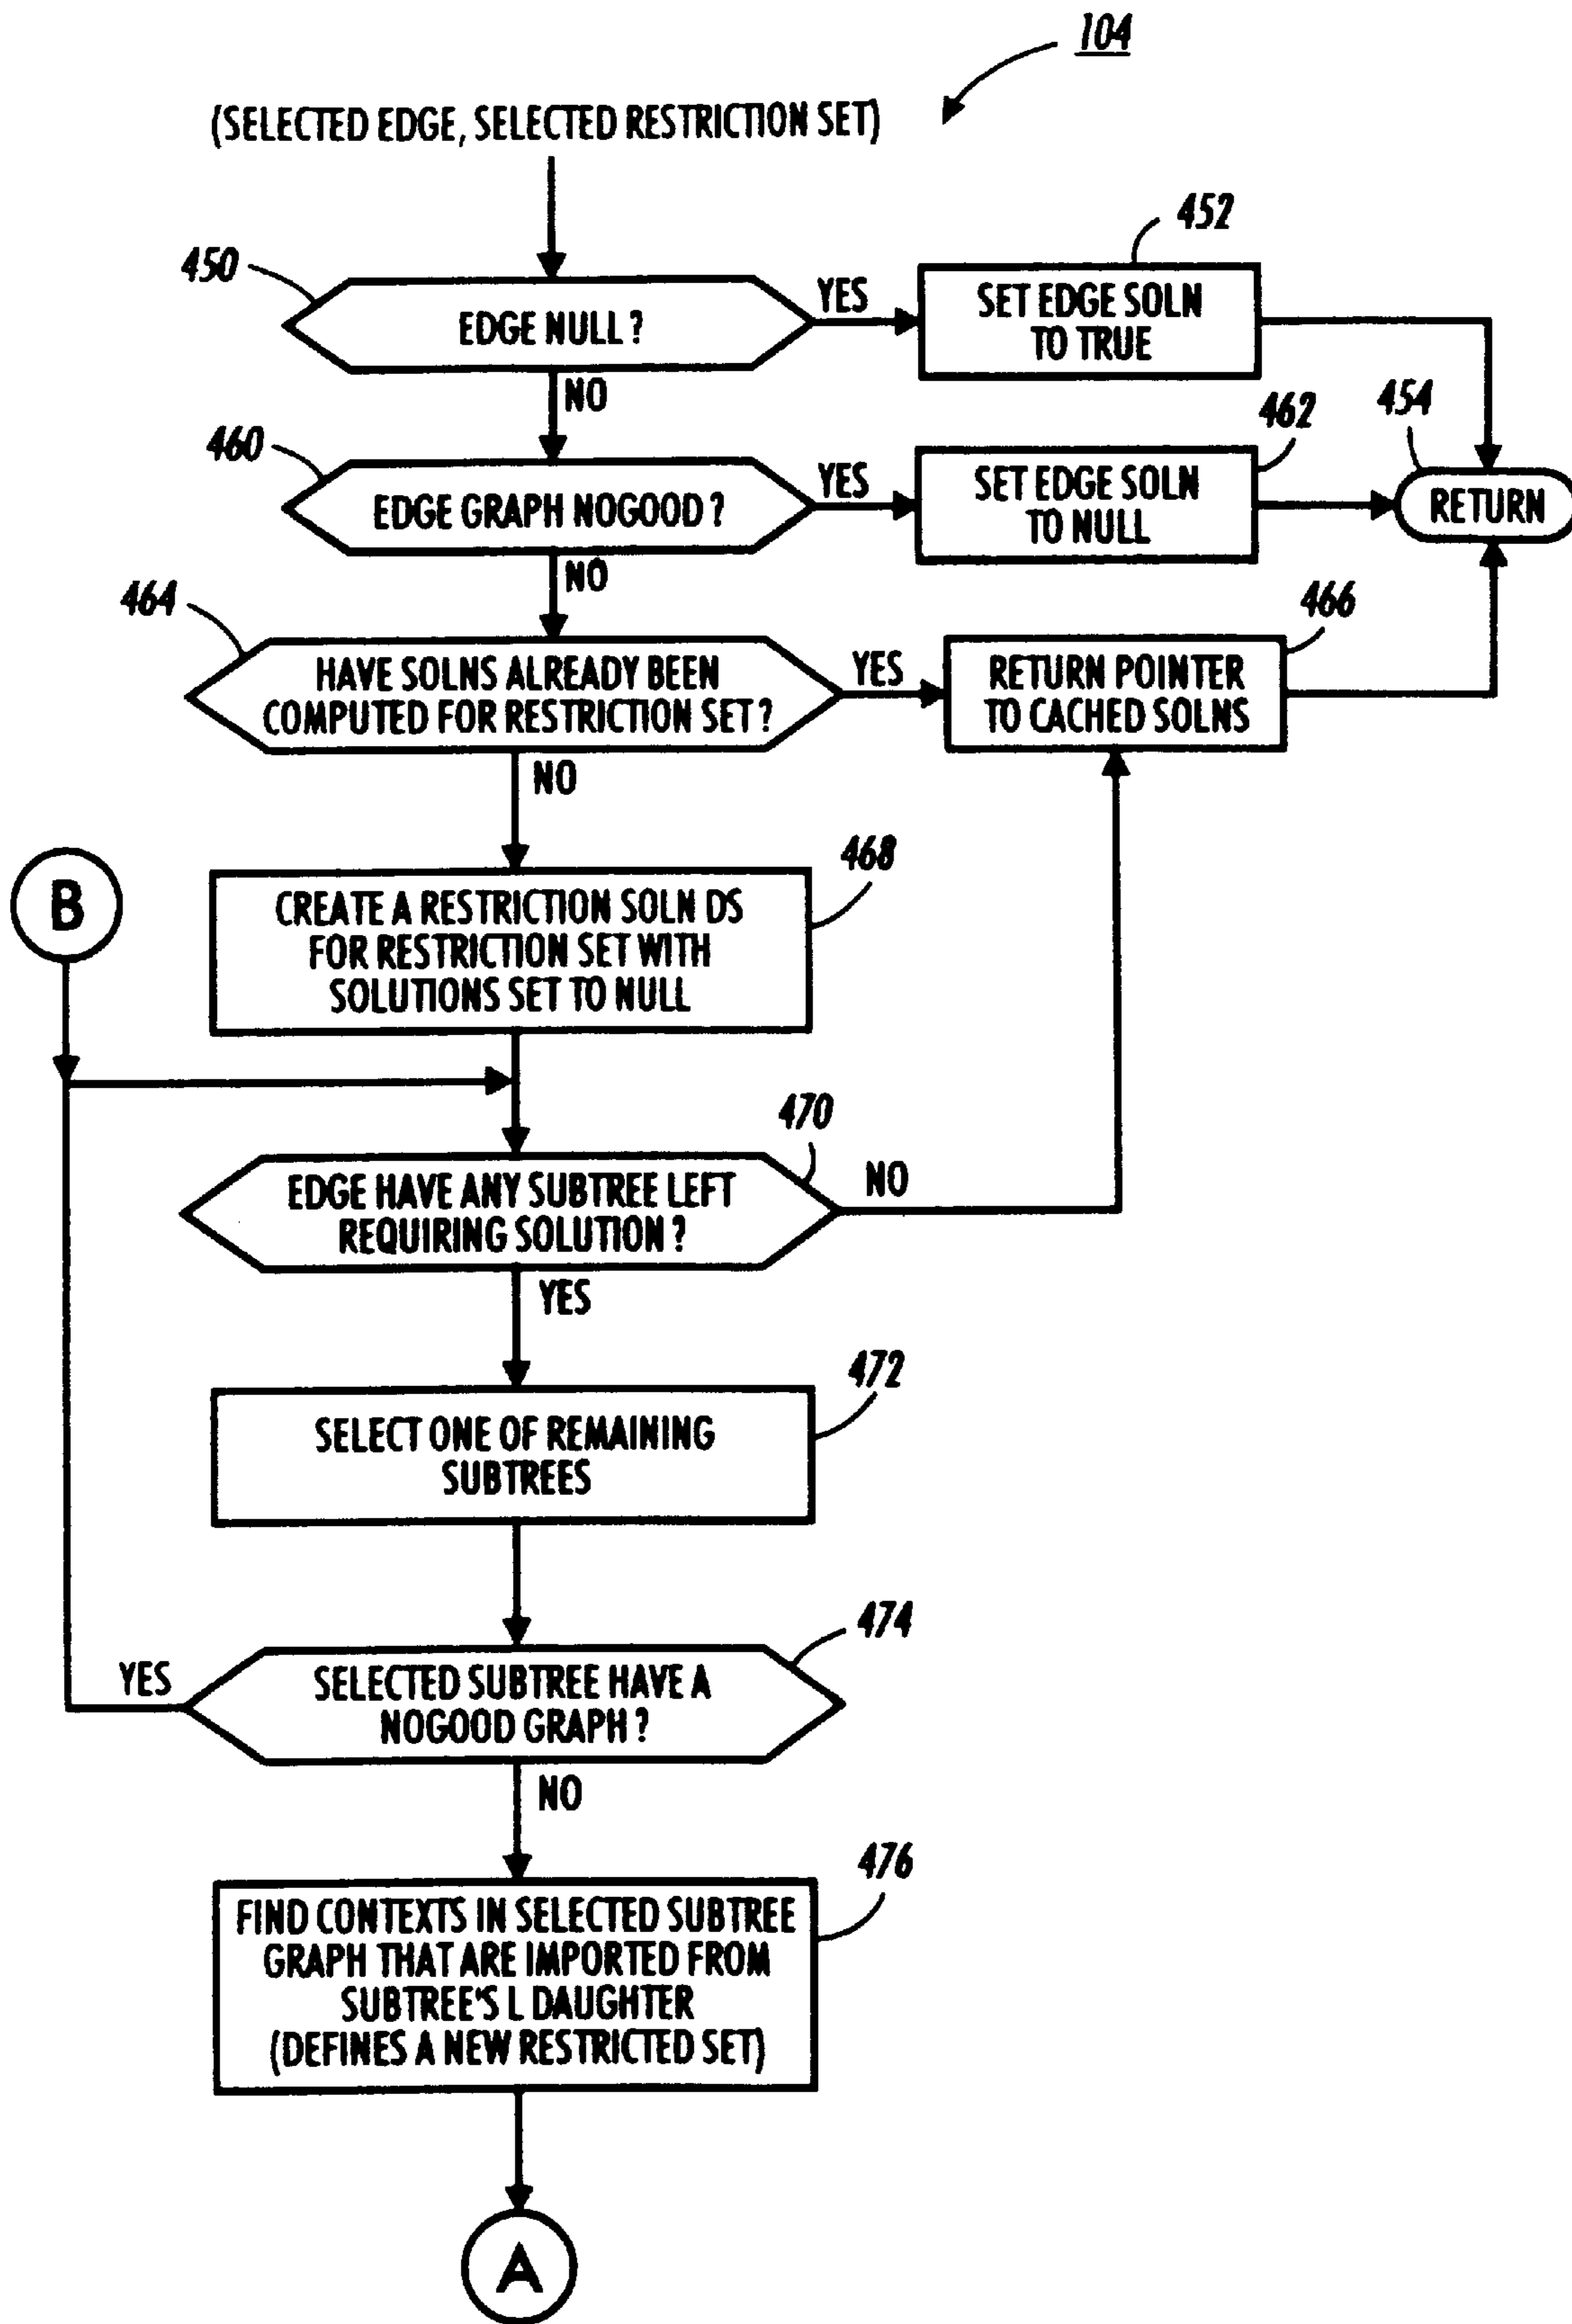 104
(SELECTED EDGE, SELECTED RESTRICTION SET)
450
EDGE NULL ?
YES
452
SET EDGE SOLN
TO TRUE
NO
454
RETURN
460
EDGE GRAPH NOGOOD ?
YES
462
SET EDGE SOLN
TO NULL
NO
464
HAVE SOLNS ALREADY BEEN
COMPUTED FOR RESTRICTION SET ?
YES
466
RETURN POINTER
TO CACHED SOLNS
NO
B
468
CREATE A RESTRICTION SOLN DS
FOR RESTRICTION SET WITH
SOLUTIONS SET TO NULL
470
EDGE HAVE ANY SUBTREE LEFT
REQUIRING SOLUTION ?
NO
YES
472
SELECT ONE OF REMAINING
SUBTREES
474
YES
SELECTED SUBTREE HAVE A
NOGOOD GRAPH ?
NO
476
FIND CONTEXTS IN SELECTED SUBTREE
GRAPH THAT ARE IMPORTED FROM
SUBTREE'S L DAUGHTER
(DEFINES A NEW RESTRICTED SET)
A